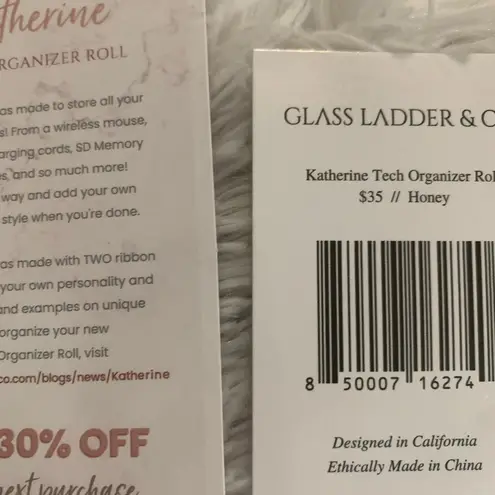 therine
RGANIZER ROLL
as made to store all your
s! From a wireless mouse,
arging cords, SD Memory
s, and so much more!
way and add your own
style when you're done.
as made with TWO ribbon
your own personality and
and examples on unique
organize your new
Organizer Roll, visit
co.com/blogs/news/Katherine
30% OFF
next purchase
GLASS LADDER & C
Katherine Tech Organizer Rol
$35 // Honey
8 50007 16274
Designed in California
Ethically Made in China